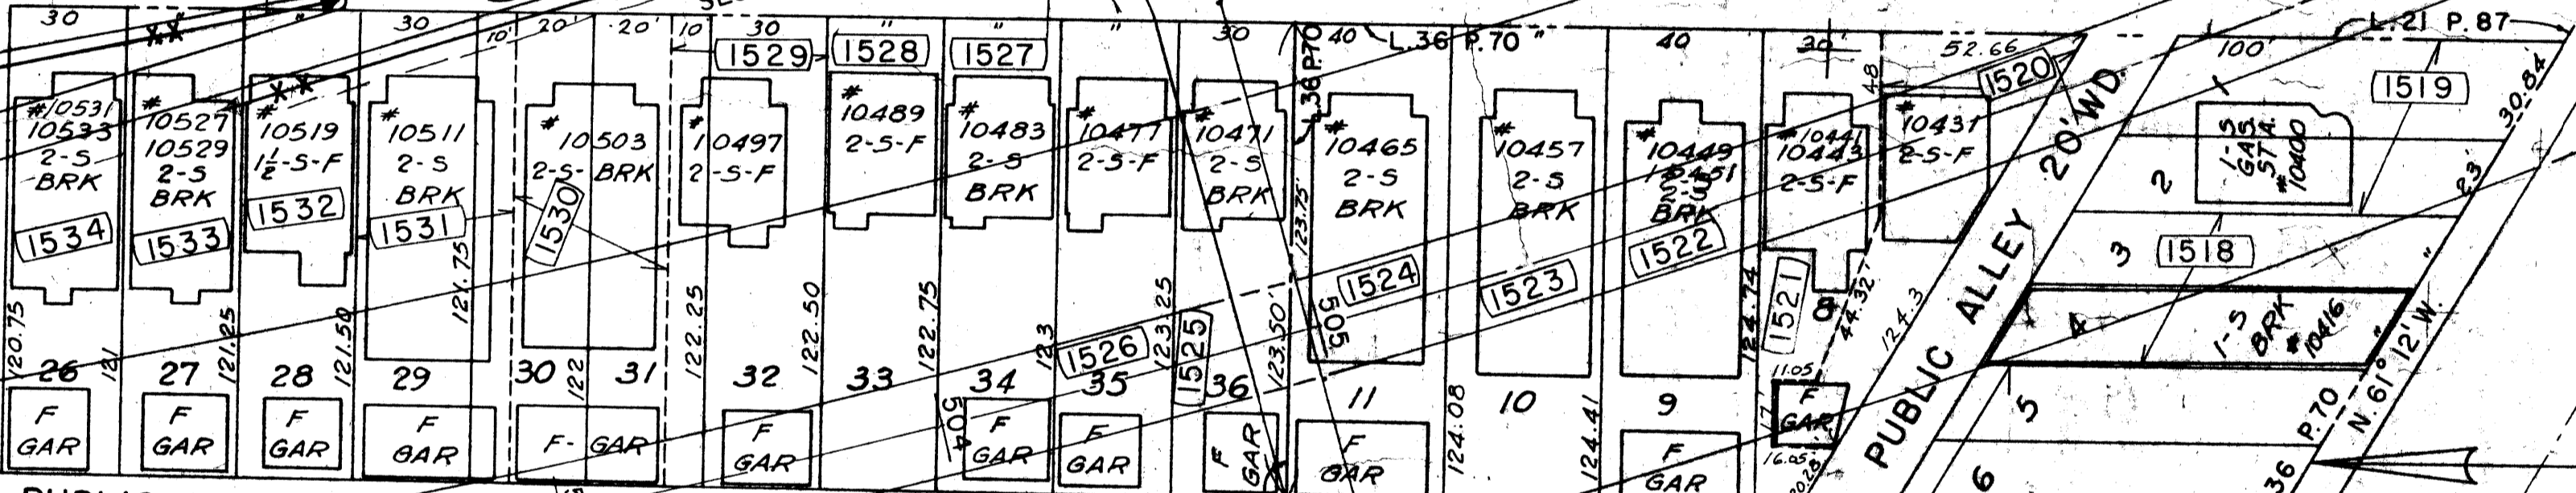 30 " 30 10' 20' 20' 10' 30 " " " 30 40 L.36 P.70 " 40 30' 52.66 100' L.21 P.87
L.36 P.70
1529 1528 1527 1520 1519
#10531
10533
2-S
BRK
1534
#
10527
10529
2-S
BRK
1533
#
10519
1½-S-F
1532
#
10511
2-S
BRK
1531
#
10503
2-S-BRK
1530
#
10497
2-S-F
#
10489
2-S-F
#
10483
2-S
BRK
#
10477
2-S-F
#
10471
2-S
BRK
#
10465
2-S
BRK
1524
#
10457
2-S
BRK
1523
#
10449
BRK
1522
#10441
10443
2-S-F
1521
#
10431
2-S-F
48
PUBLIC ALLEY 20' WD.
1
2
3
4
5
6
1-S
GAS.
STA.
#10400
1518
1-S
BRK
#10416
30.84
23'
"
"
12' W.
N. 61°
P.70
36
120.75 121 121.25 121.50 121.75 122 122.25 122.50 122.75 123 123.25 123.50' 123.75' 124.08 124.41 124.74 44.32 124.3
505
504
1526 1525
26 27 28 29 30 31 32 33 34 35 36 11 10 9 8
11.05
17'
16.05'
20.28
F
GAR
F
GAR
F
GAR
F
GAR
F- GAR
F
GAR
F
GAR
F
GAR
F
GAR
F
GAR
F
GAR
F
GAR